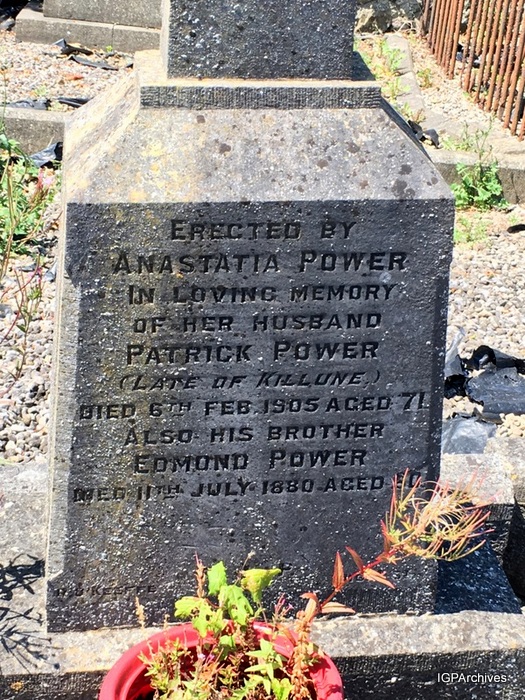 ERECTED BY
ANASTATIA POWER
IN LOVING MEMORY
OF HER HUSBAND
PATRICK POWER
(LATE OF KILLUNE,)
DIED 6TH FEB. 1905 AGED 71
ALSO HIS BROTHER
EDMOND POWER
DIED 11TH JULY 1880 AGED
IGPArchives